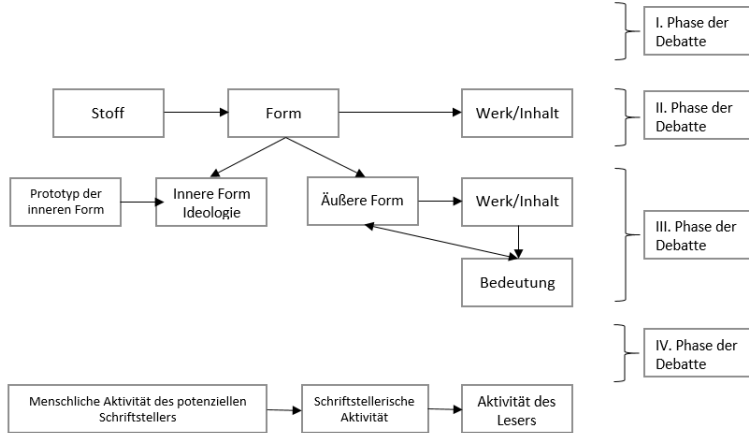 I. Phase der
Debatte
Stoff
Form
Werk/Inhalt
II. Phase der
Debatte
Prototyp der
inneren Form
Innere Form
Ideologie
Äußere Form
Werk/Inhalt
III. Phase der
Debatte
Bedeutung
IV. Phase der
Debatte
Menschliche Aktivität des potenziellen
Schriftstellers
Schriftstellerische
Aktivität
Aktivität des
Lesers